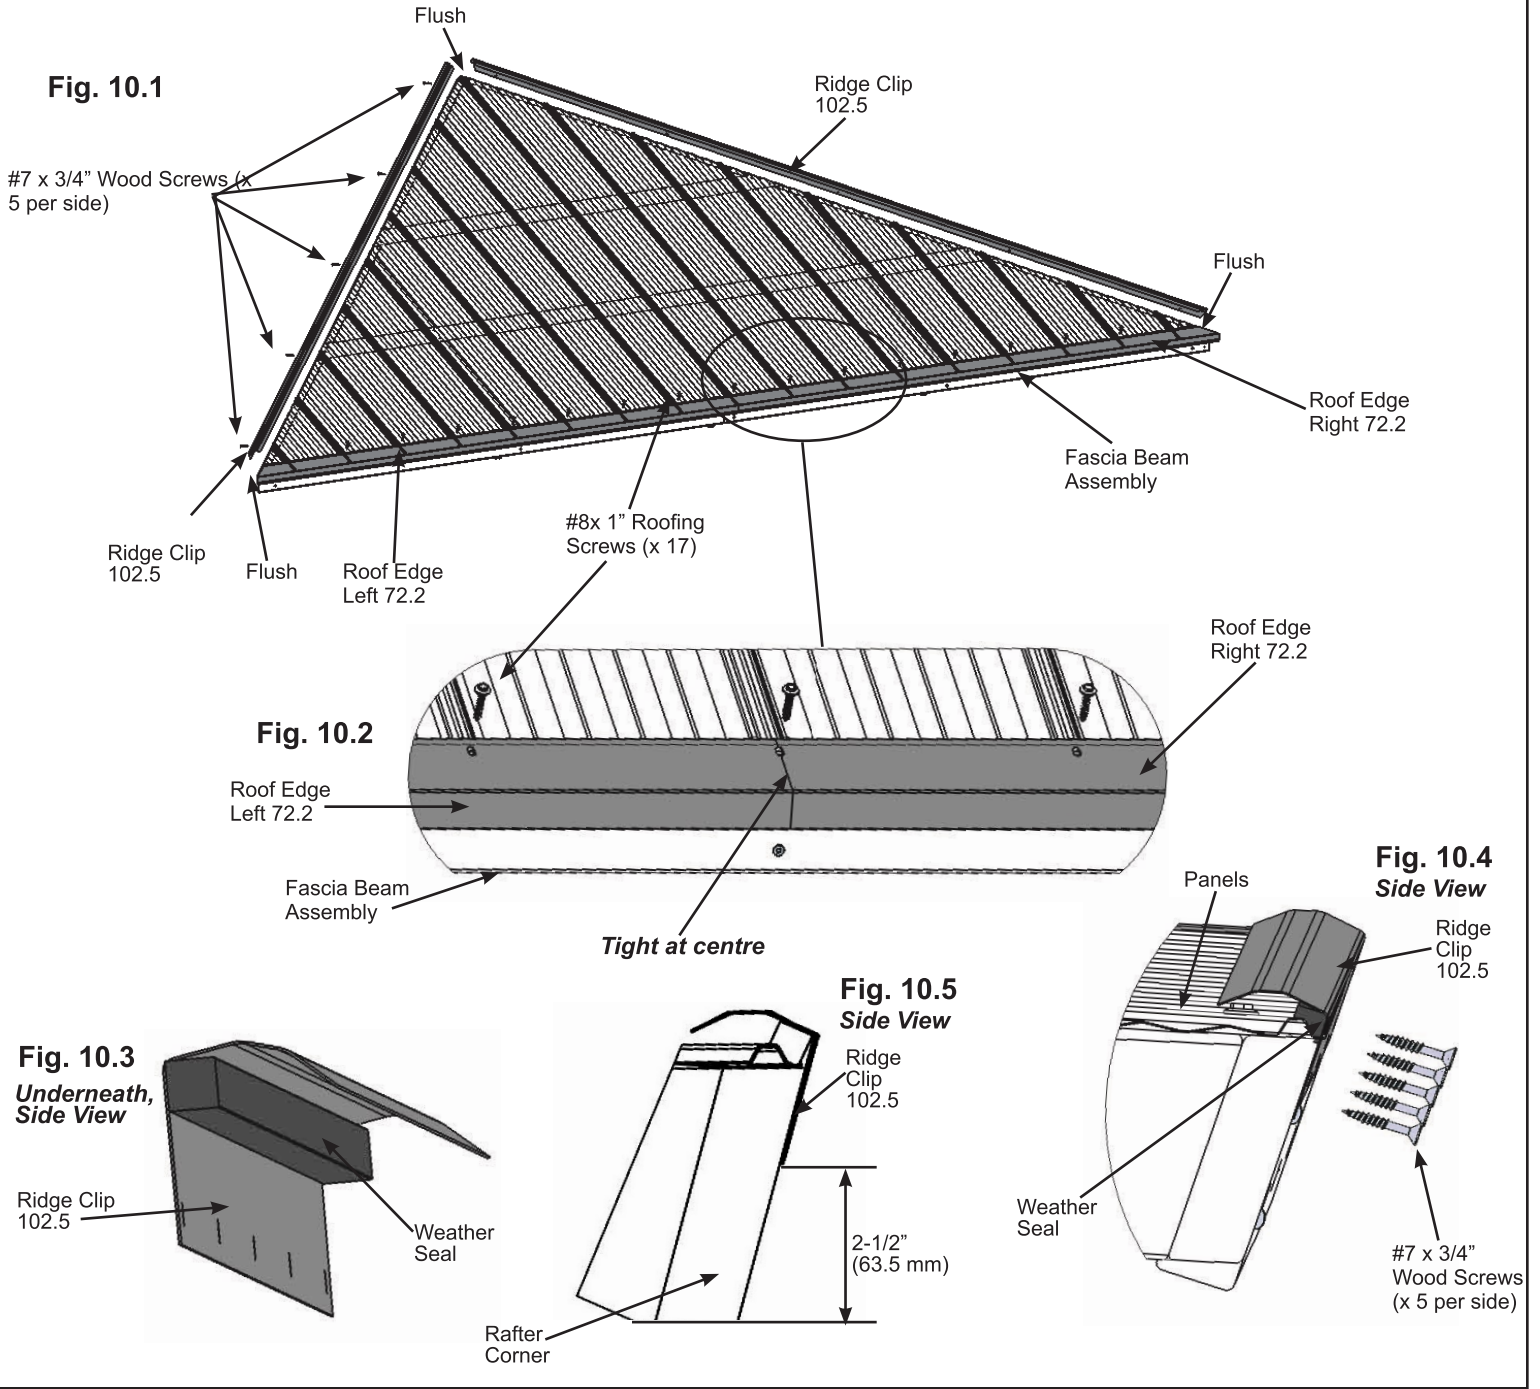 Flush
Fig. 10.1
Ridge Clip
102.5
#7 x 3/4” Wood Screws (x
5 per side)
Flush
Roof Edge
Right 72.2
Fascia Beam
Assembly
#8x 1” Roofing
Screws (x 17)
Ridge Clip
102.5
Flush
Roof Edge
Left 72.2
Roof Edge
Right 72.2
Fig. 10.2
Roof Edge
Left 72.2
Fascia Beam
Assembly
Tight at centre
Fig. 10.4
Side View
Panels
Ridge
Clip
102.5
Weather
Seal
#7 x 3/4”
Wood Screws
(x 5 per side)
Fig. 10.5
Side View
Ridge
Clip
102.5
2-1/2”
(63.5 mm)
Rafter
Corner
Fig. 10.3
Underneath,
Side View
Ridge Clip
102.5
Weather
Seal